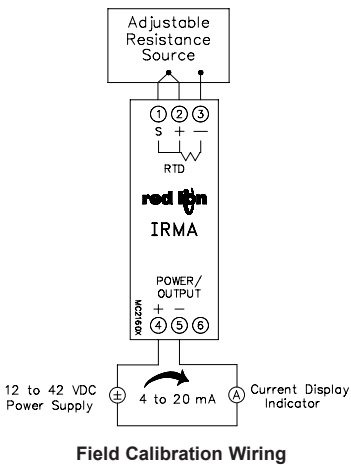 Adjustable
Resistance
Source
1 2 3
S + —
RTD
red lion
IRMA
POWER/
OUTPUT
MC2160X
+ —
4 5 6
12 to 42 VDC
Power Supply
±
4 to 20 mA
A
Current Display
Indicator
Field Calibration Wiring